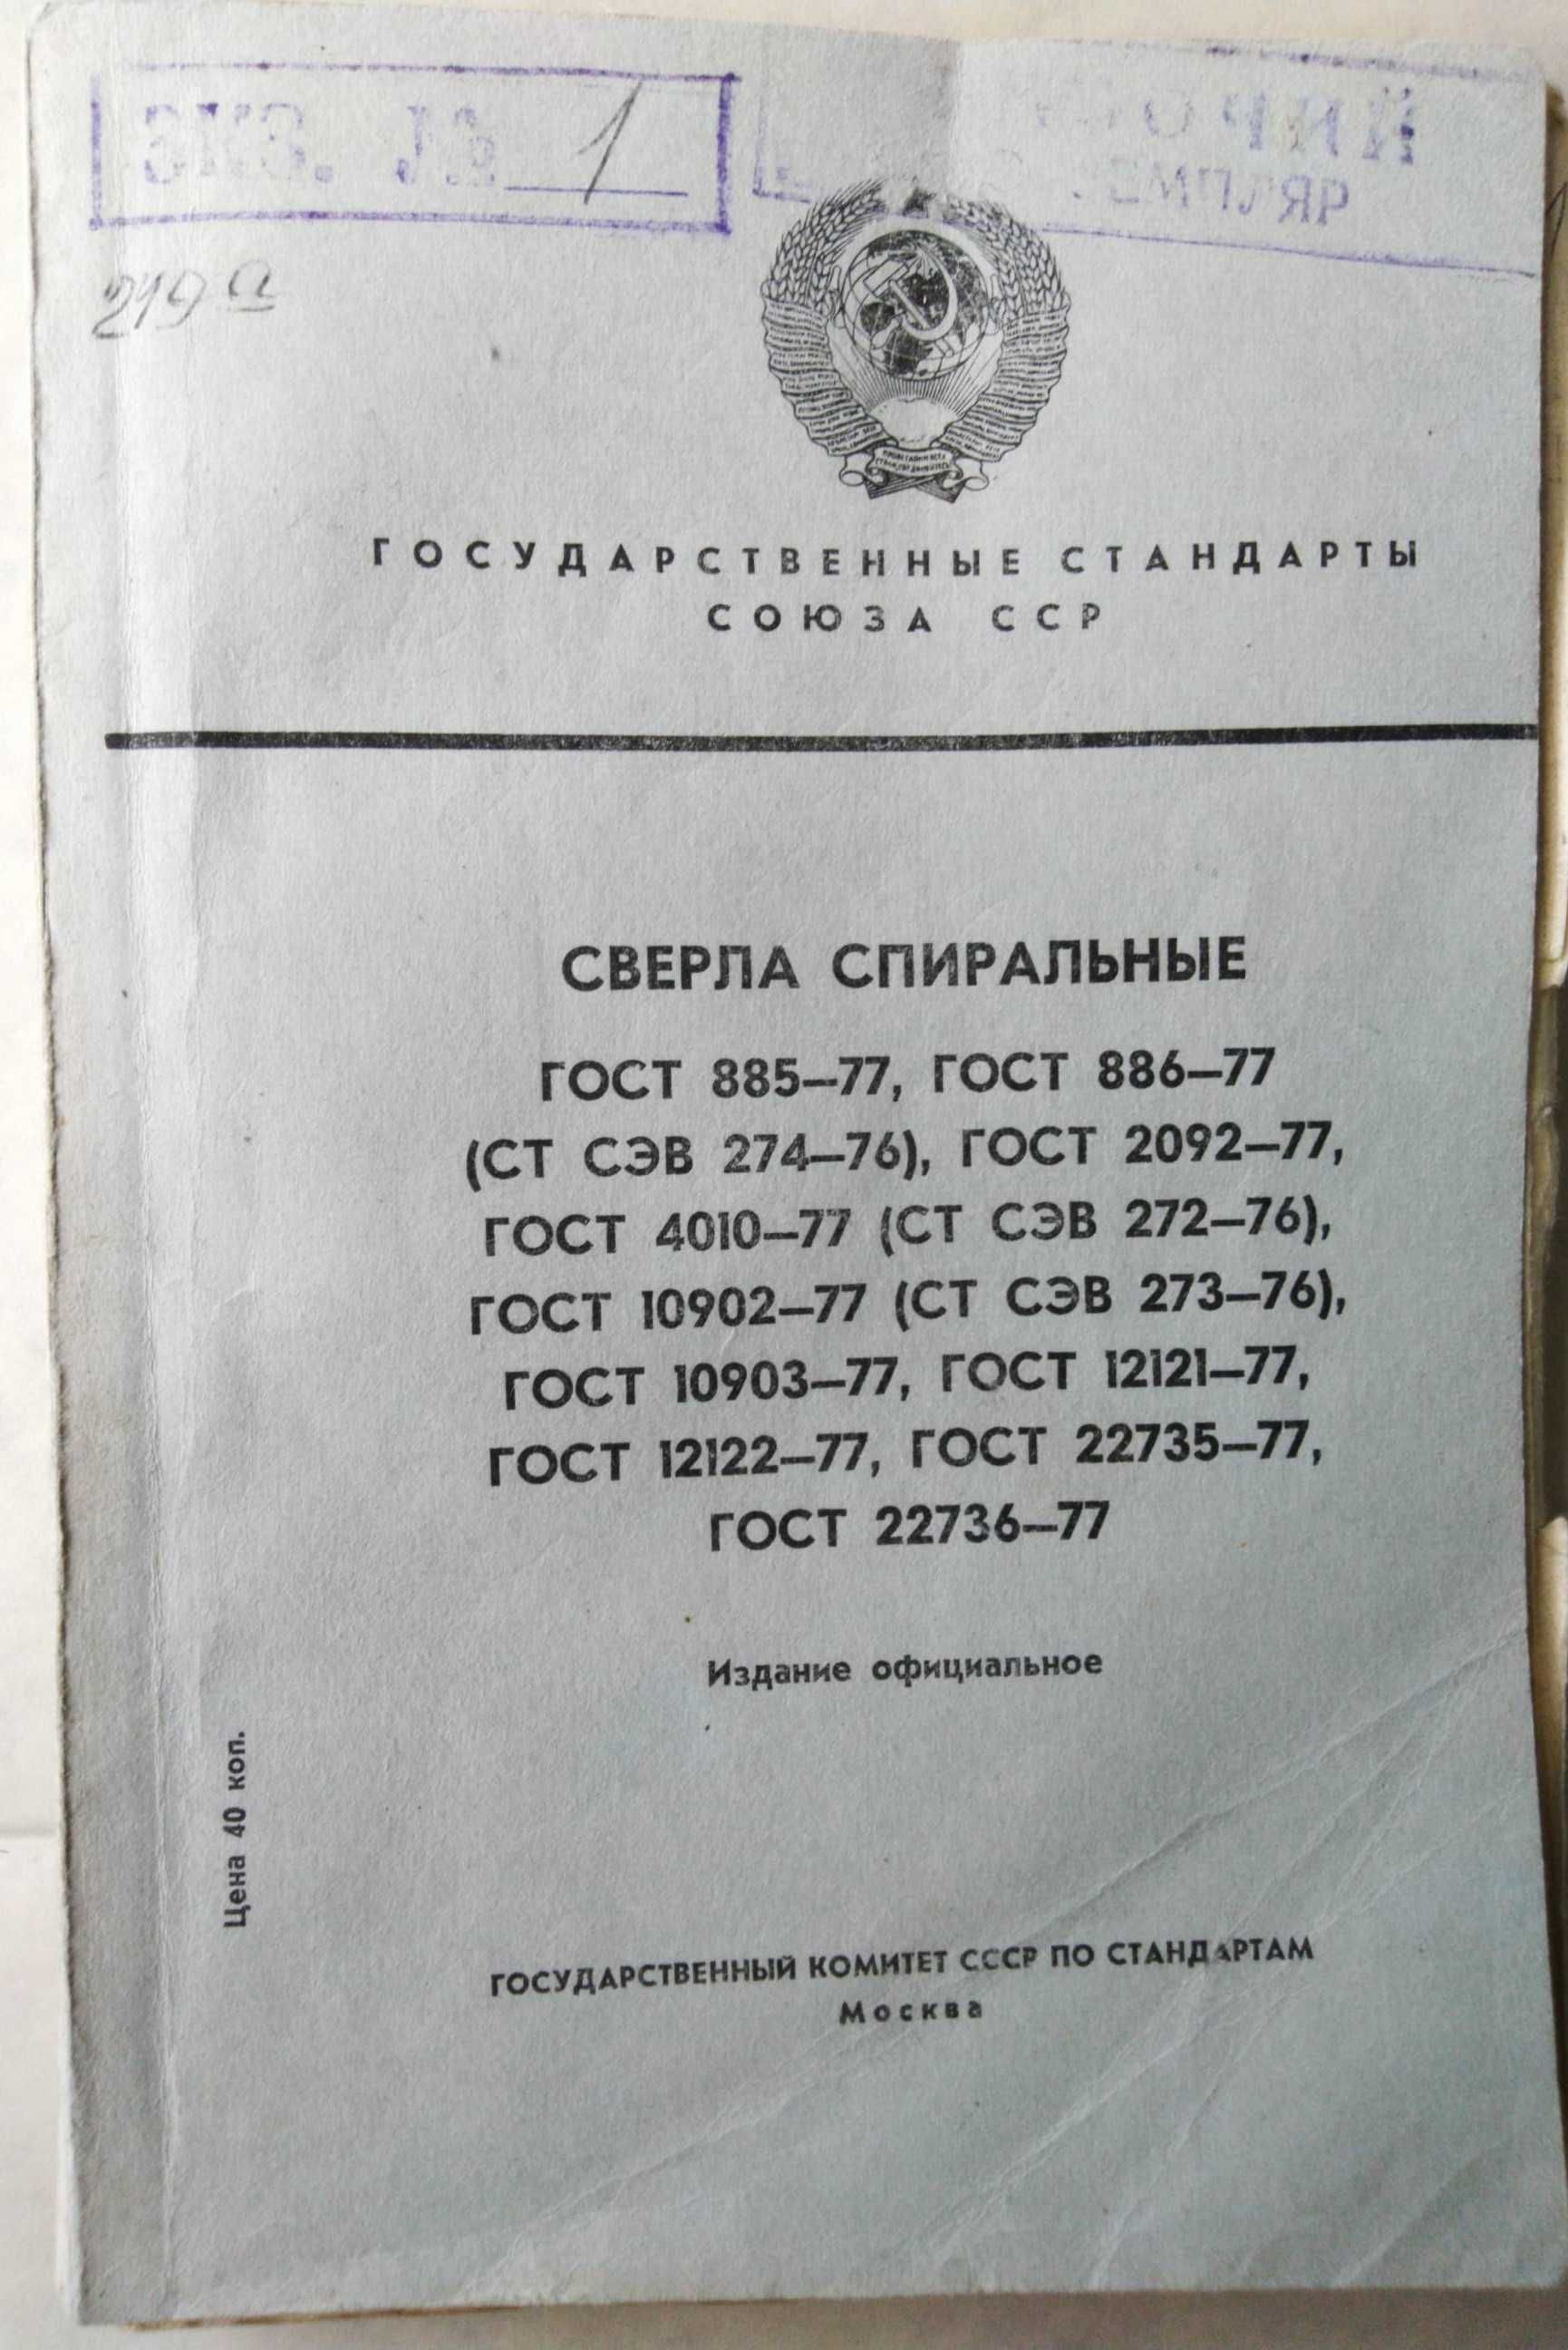 ЭКЗ. № 1
219 а
ГОСУДАРСТВЕННЫЕ СТАНДАРТЫ
СОЮЗА ССР
СВЕРЛА СПИРАЛЬНЫЕ
ГОСТ 885—77, ГОСТ 886—77
(СТ СЭВ 274—76), ГОСТ 2092—77,
ГОСТ 4010—77 (СТ СЭВ 272—76),
ГОСТ 10902—77 (СТ СЭВ 273—76),
ГОСТ 10903—77, ГОСТ 12121—77,
ГОСТ 12122—77, ГОСТ 22735—77,
ГОСТ 22736—77
Издание официальное
Цена 40 коп.
ГОСУДАРСТВЕННЫЙ КОМИТЕТ СССР ПО СТАНДАРТАМ
Москва